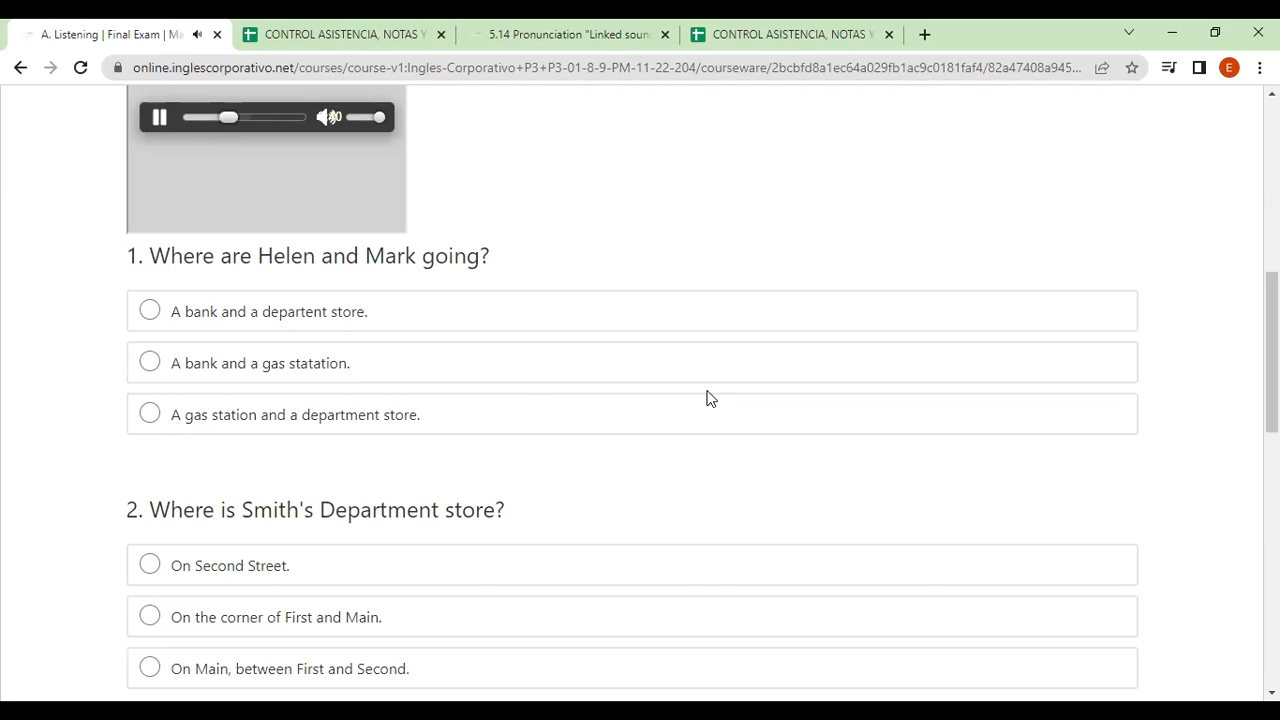 A. Listening | Final Exam | Ma
CONTROL ASISTENCIA, NOTAS Y
5.14 Pronunciation "Linked soun
CONTROL ASISTENCIA, NOTAS Y
online.inglescorporativo.net/courses/course-v1:Ingles-Corporativo+P3+P3-01-8-9-PM-11-22-204/courseware/2bcbfd8a1ec64a029fb1ac9c0181faf4/82a47408a945...
E
1. Where are Helen and Mark going?
A bank and a departent store.
A bank and a gas statation.
A gas station and a department store.
2. Where is Smith's Department store?
On Second Street.
On the corner of First and Main.
On Main, between First and Second.